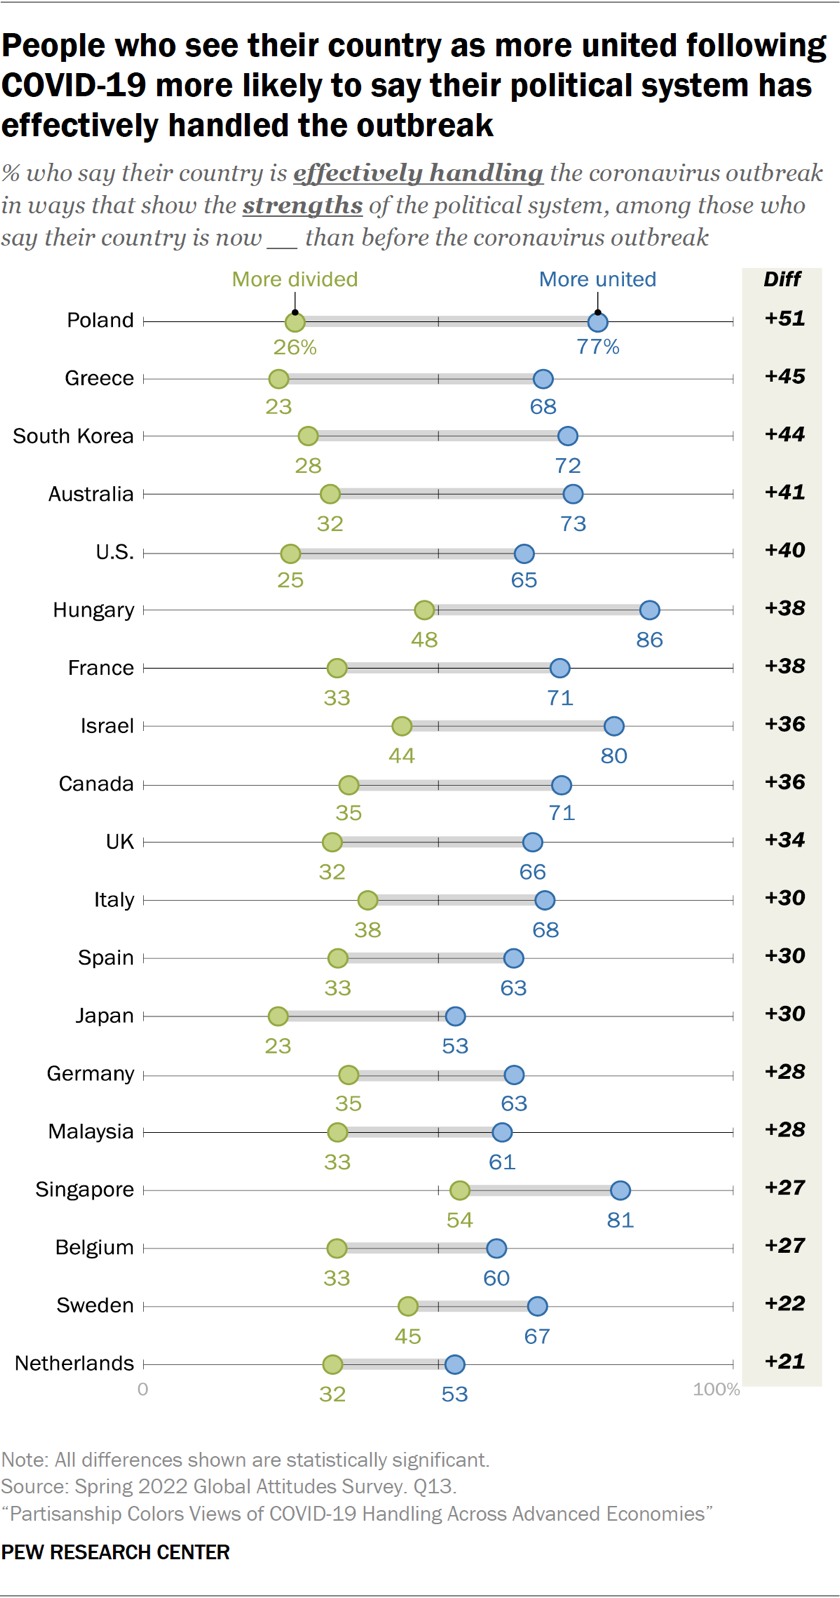 People who see their country as more united following
COVID-19 more likely to say their political system has
effectively handled the outbreak
% who say their country is effectively handling the coronavirus outbreak
in ways that show the strengths of the political system, among those who
say their country is now __ than before the coronavirus outbreak
More divided More united Diff
Poland +51
26% 77%
Greece +45
23 68
South Korea +44
28 72
Australia +41
32 73
U.S. +40
25 65
Hungary +38
48 86
France +38
33 71
Israel +36
44 80
Canada +36
35 71
UK +34
32 66
Italy +30
38 68
Spain +30
33 63
Japan +30
23 53
Germany +28
35 63
Malaysia +28
33 61
Singapore +27
54 81
Belgium +27
33 60
Sweden +22
45 67
Netherlands +21
0 100%
32 53
Note: All differences shown are statistically significant.
Source: Spring 2022 Global Attitudes Survey. Q13.
“Partisanship Colors Views of COVID-19 Handling Across Advanced Economies”
PEW RESEARCH CENTER